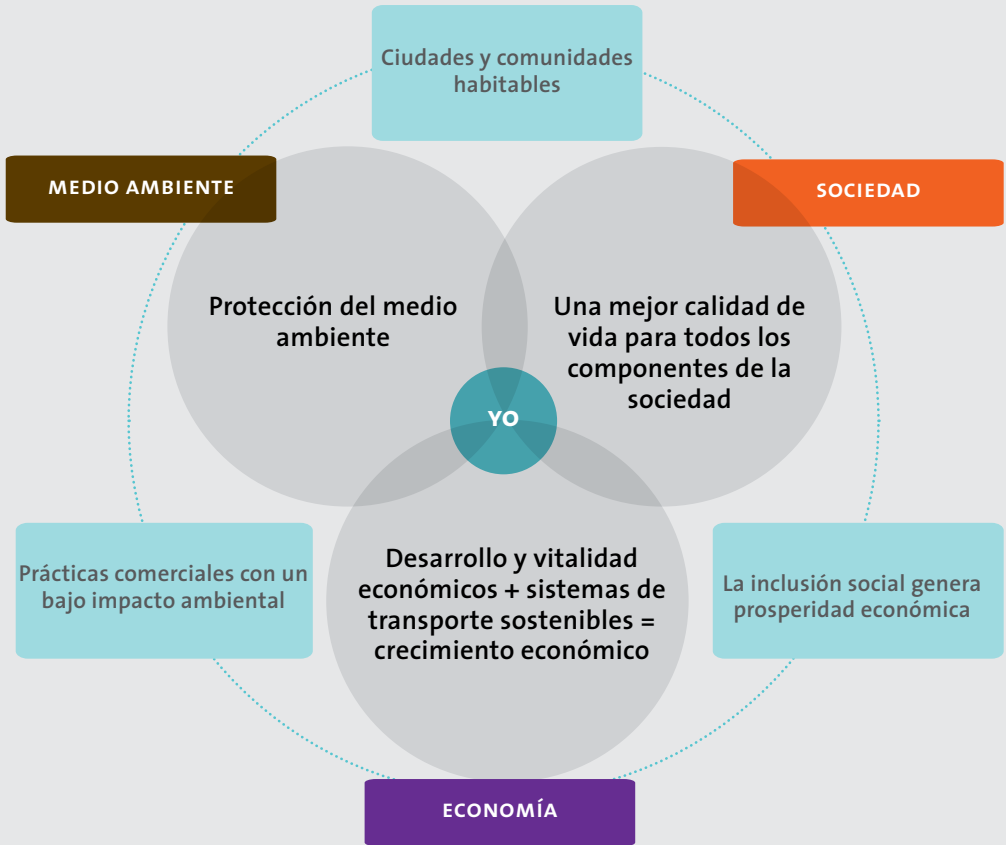 Ciudades y comunidades
habitables
MEDIO AMBIENTE
SOCIEDAD
Protección del medio
ambiente
Una mejor calidad de
vida para todos los
componentes de la
sociedad
YO
Prácticas comerciales con un
bajo impacto ambiental
Desarrollo y vitalidad
económicos + sistemas de
transporte sostenibles =
crecimiento económico
La inclusión social genera
prosperidad económica
ECONOMÍA